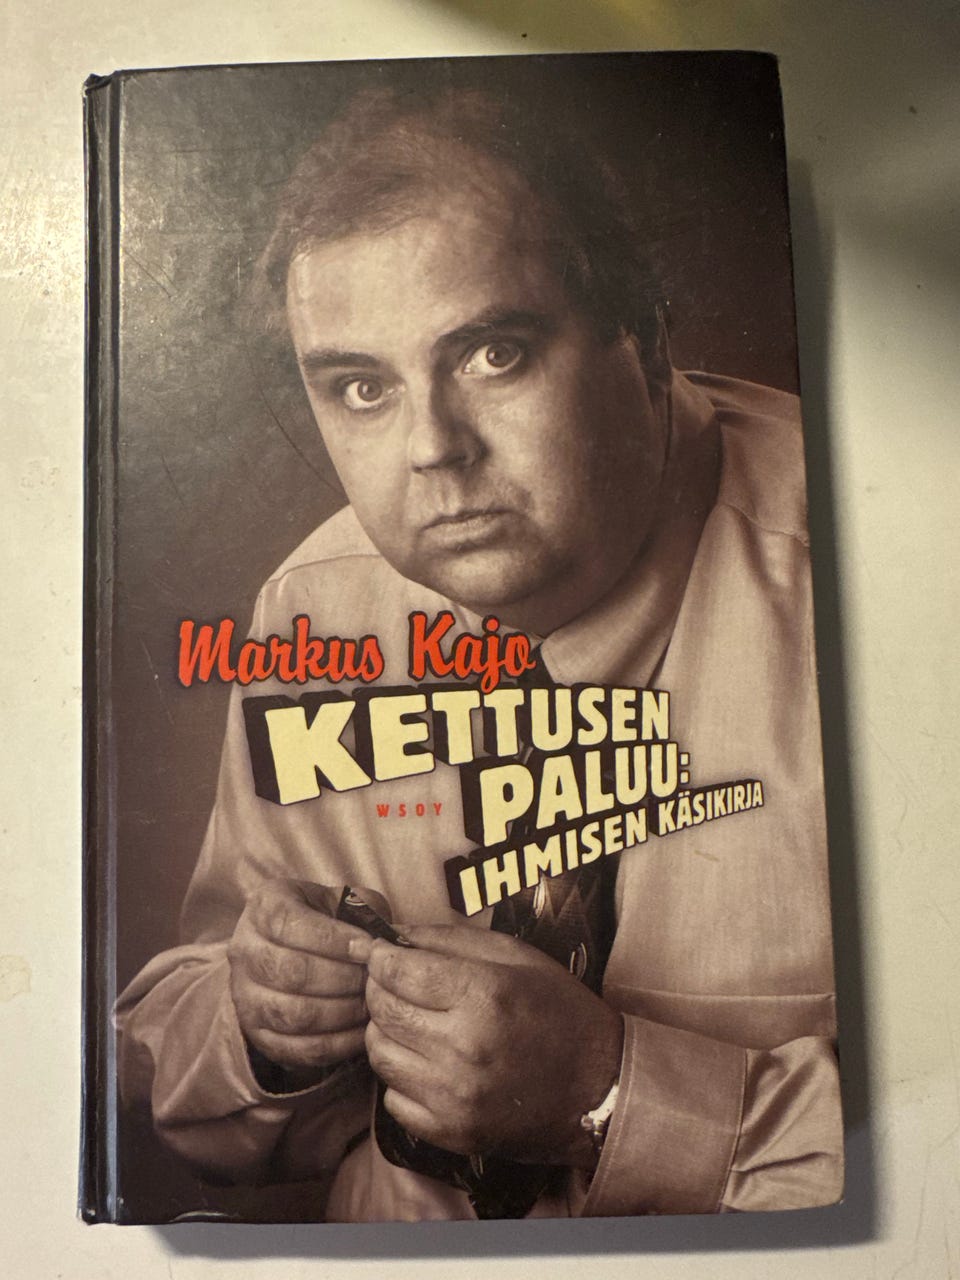 Markus Kajo
KETTUSEN
PALUU:
WSOY
IHMISEN KÄSIKIRJA